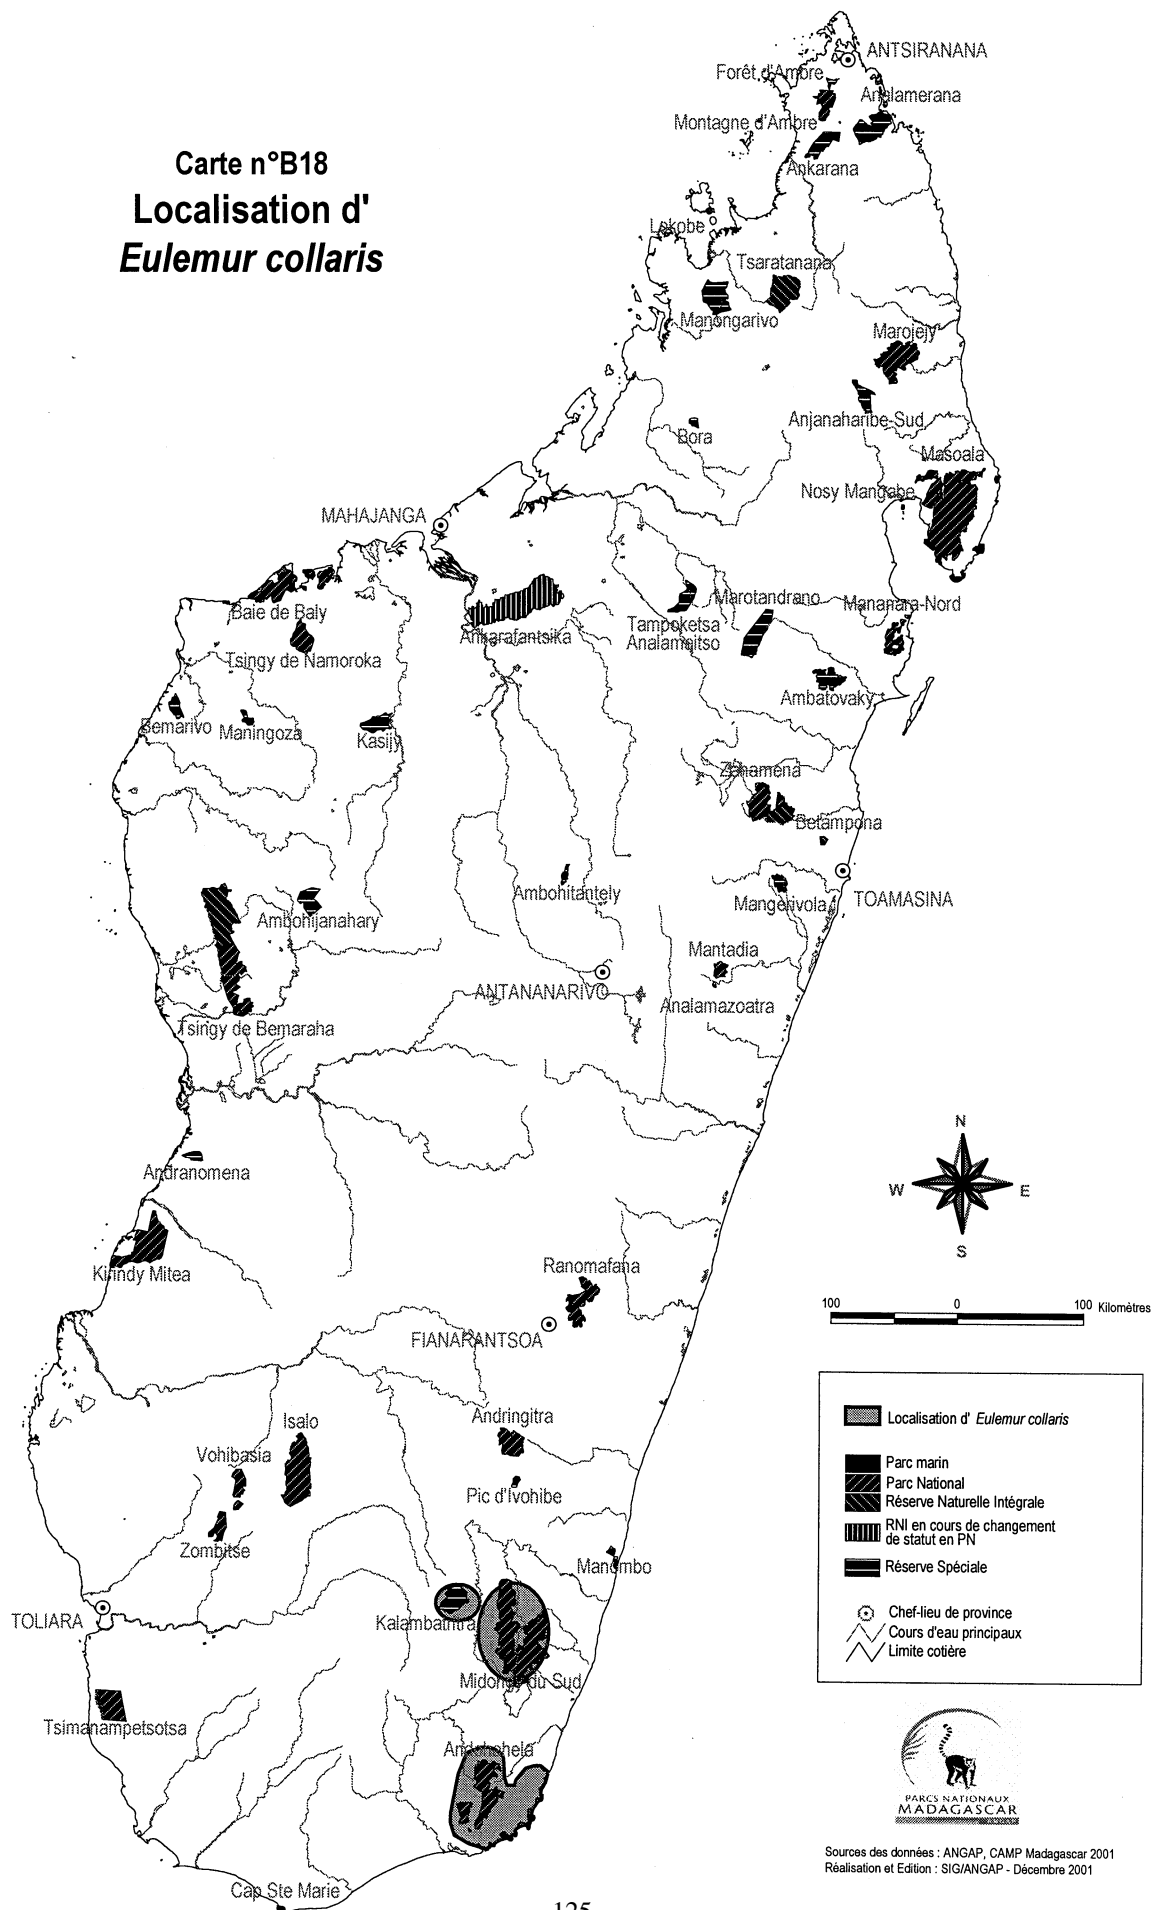 Carte n°B18
Localisation d'
Eulemur collaris
ANTSIRANANA
Forêt d'Ambre
Analamerana
Montagne d'Ambre
Ankarana
Lokobe
Tsaratanana
Manongarivo
Marojejy
Anjanaharibe-Sud
Bora
Masoala
Nosy Mangabe
MAHAJANGA
Baie de Baly
Ankarafantsika
Tampoketsa
Analamaitso
Marotandrano
Mananara-Nord
Tsingy de Namoroka
Ambatovaky
Bemarivo
Maningoza
Kasijy
Zahamena
Betampona
Ambohitantely
Mangerivola
TOAMASINA
Ambohijanahary
Mantadia
ANTANANARIVO
Analamazoatra
Tsingy de Bemaraha
Andranomena
N
W
E
S
Kirindy Mitea
Ranomafana
100
0
100 Kilomètres
FIANARANTSOA
Isalo
Andringitra
Vohibasia
Pic d'Ivohibe
Zombitse
Manombo
TOLIARA
Kalambatritra
Midongy du Sud
Tsimanampetsotsa
Andohahela
Cap Ste Marie
Localisation d' Eulemur collaris
Parc marin
Parc National
Réserve Naturelle Intégrale
RNI en cours de changement
de statut en PN
Réserve Spéciale
Chef-lieu de province
Cours d'eau principaux
Limite cotière
PARCS NATIONAUX
MADAGASCAR
Sources des données : ANGAP, CAMP Madagascar 2001
Réalisation et Edition : SIG/ANGAP - Décembre 2001
125